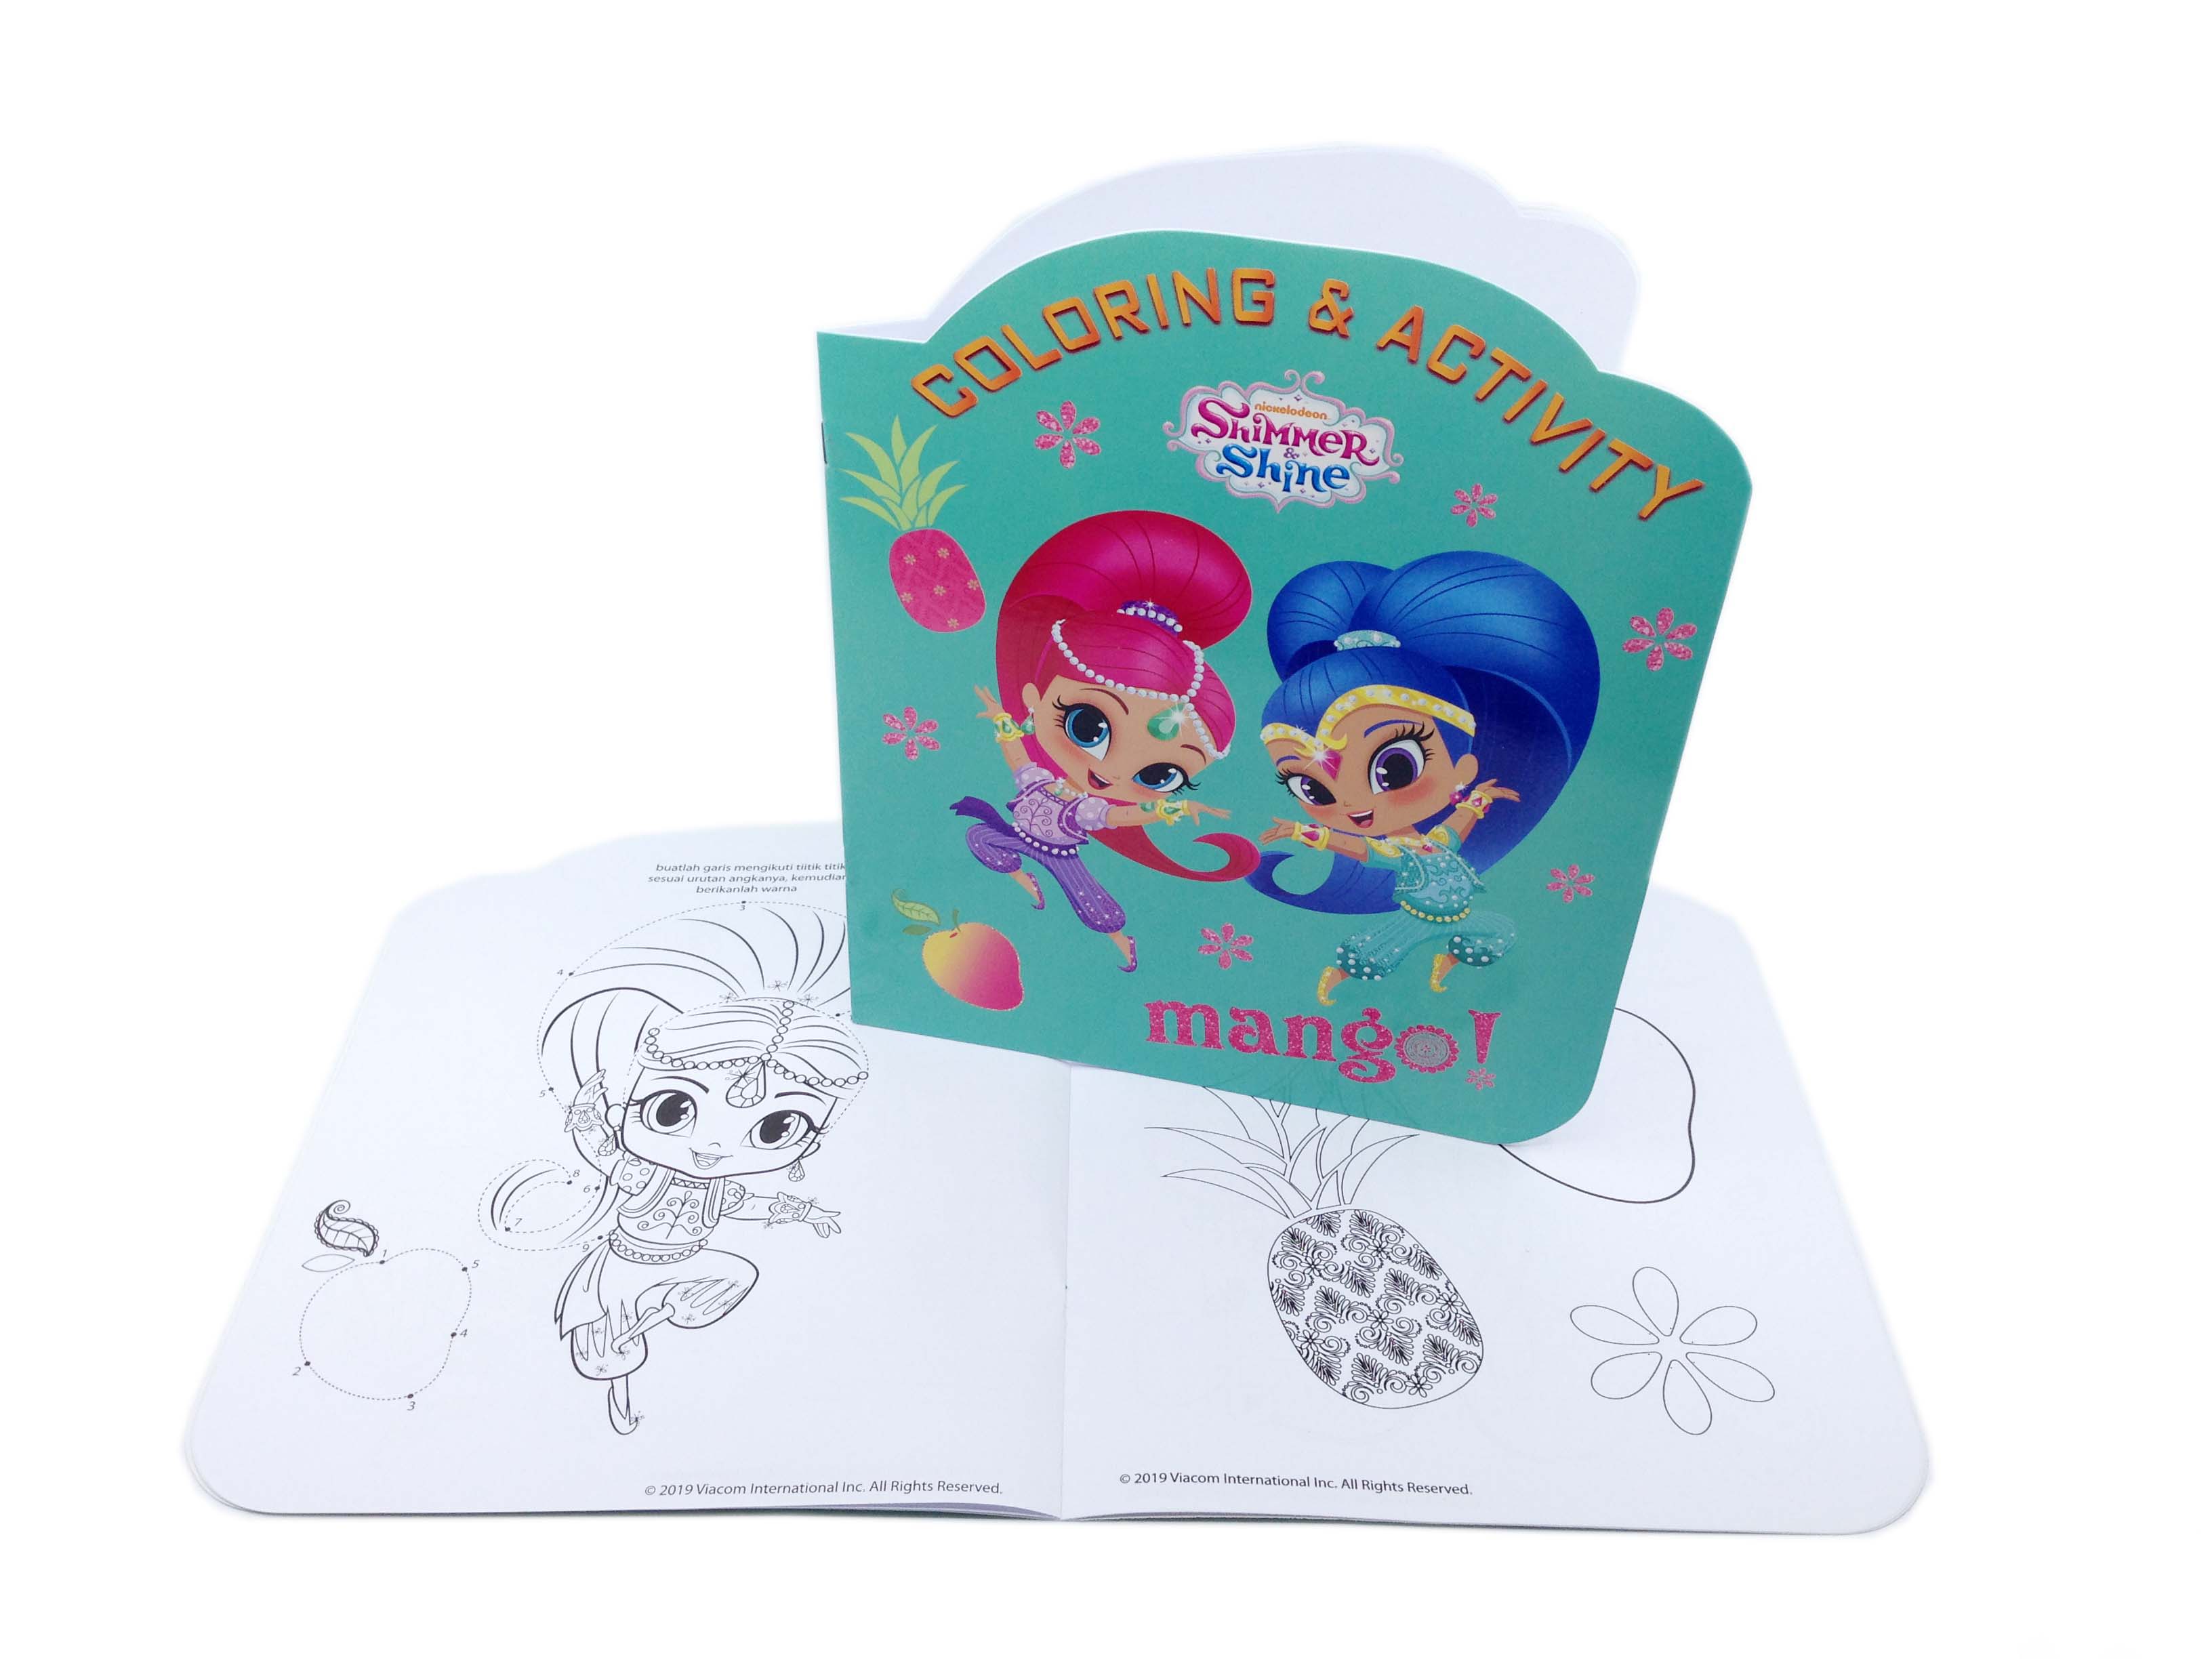 COLORING & ACTIVITY
nickelodeon
Shimmer
&
Shine
mango!
buatlah garis mengikuti tiitik titik
sesuai urutan angkanya, kemudian
berikanlah warna
3
4
5
8
6
7
9
1
5
4
2
3
© 2019 Viacom International Inc. All Rights Reserved.
© 2019 Viacom International Inc. All Rights Reserved.